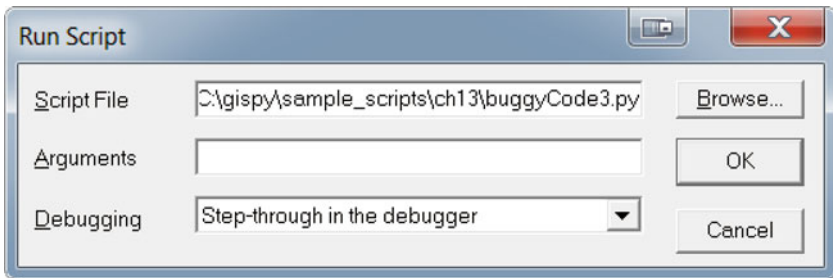 Run Script
Script File C:\gispy\sample_scripts\ch13\buggyCode3.py Browse...
Arguments OK
Debugging Step-through in the debugger Cancel